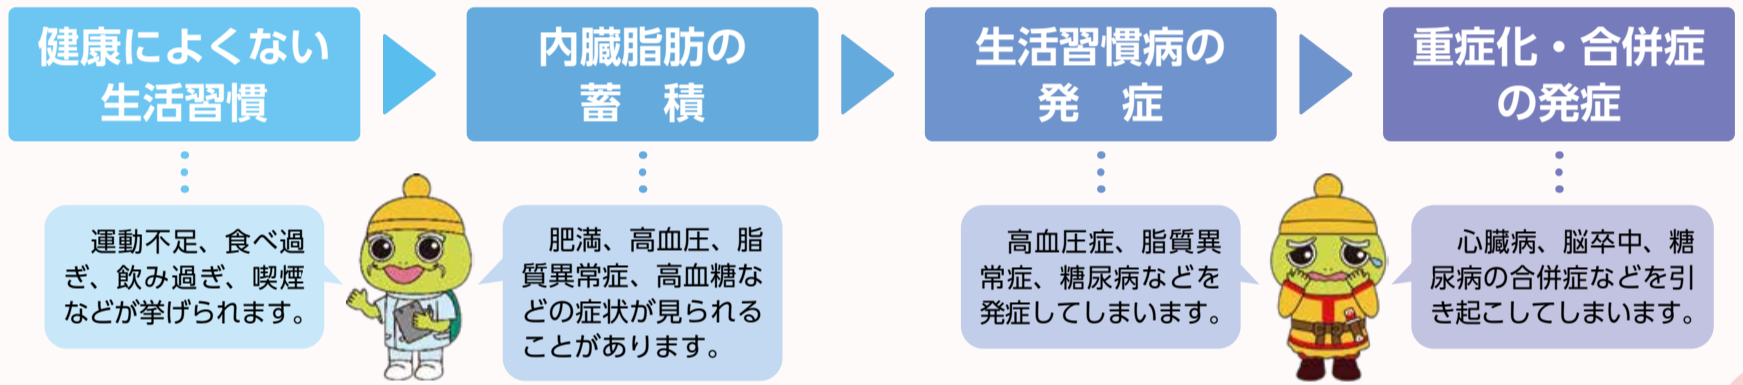 健康によくない
生活習慣
内臓脂肪の
蓄　積
生活習慣病の
発　症
重症化・合併症
の発症
運動不足、食べ過
ぎ、飲み過ぎ、喫煙
などが挙げられます。
肥満、高血圧、脂
質異常症、高血糖な
どの症状が見られる
ことがあります。
高血圧症、脂質異
常症、糖尿病などを
発症してしまいます。
心臓病、脳卒中、糖
尿病の合併症などを引
き起こしてしまいます。